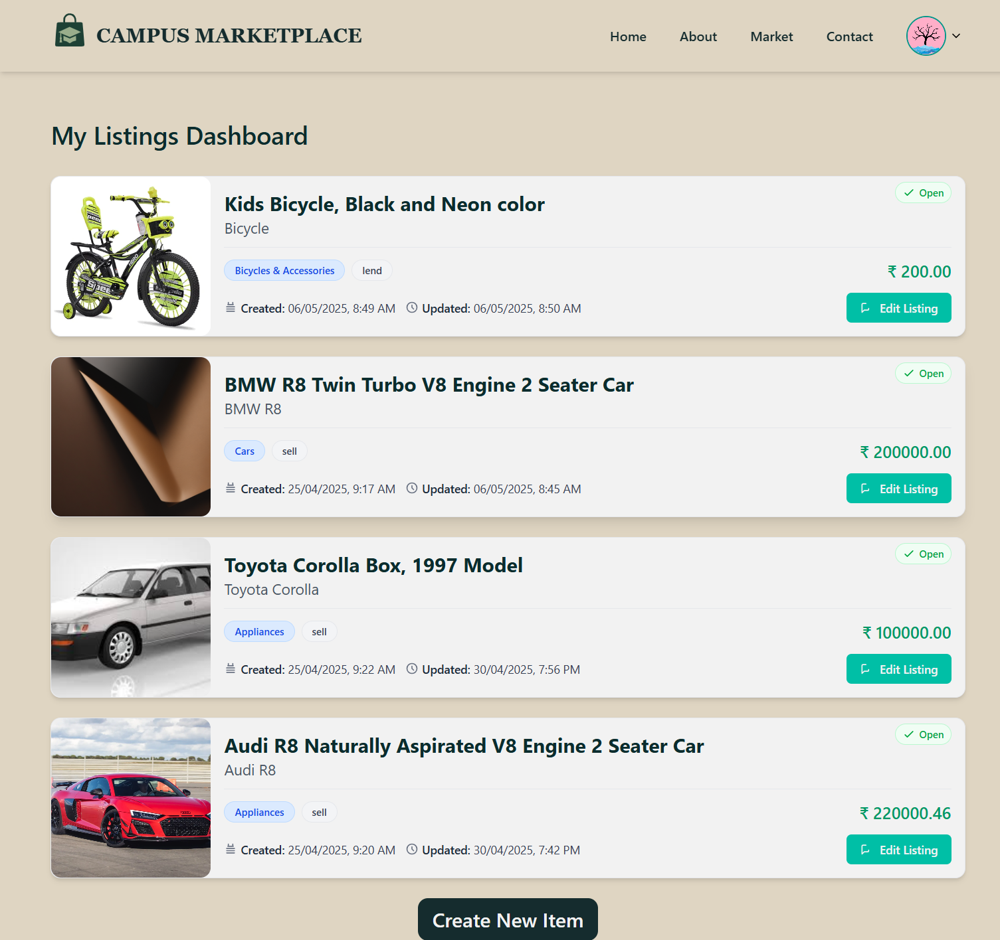 CAMPUS MARKETPLACE
Home About Market Contact
My Listings Dashboard
Kids Bicycle, Black and Neon color
Open
Bicycle
Bicycles & Accessories lend
₹ 200.00
Created: 06/05/2025, 8:49 AM Updated: 06/05/2025, 8:50 AM
Edit Listing
BMW R8 Twin Turbo V8 Engine 2 Seater Car
Open
BMW R8
Cars sell
₹ 200000.00
Created: 25/04/2025, 9:17 AM Updated: 06/05/2025, 8:45 AM
Edit Listing
Toyota Corolla Box, 1997 Model
Open
Toyota Corolla
Appliances sell
₹ 100000.00
Created: 25/04/2025, 9:22 AM Updated: 30/04/2025, 7:56 PM
Edit Listing
Audi R8 Naturally Aspirated V8 Engine 2 Seater Car
Open
Audi R8
Appliances sell
₹ 220000.46
Created: 25/04/2025, 9:20 AM Updated: 30/04/2025, 7:42 PM
Edit Listing
Create New Item